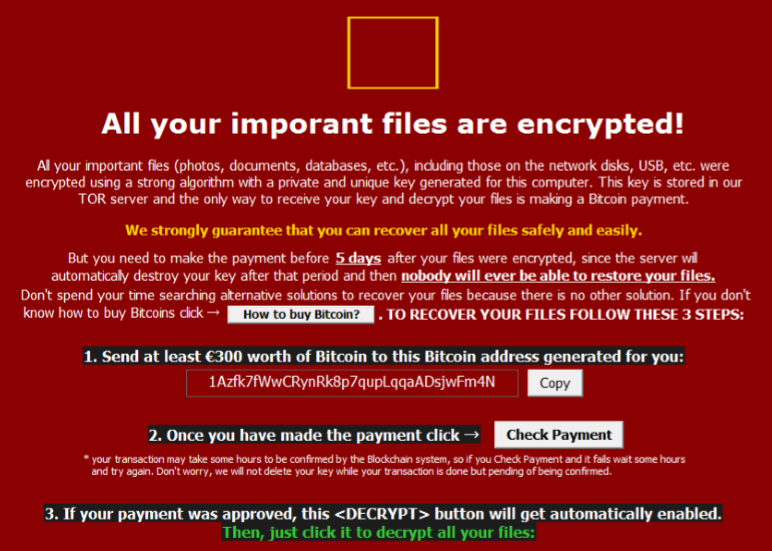 All your imporant files are encrypted!
All your important files (photos, documents, databases, etc.), including those on the network disks, USB, etc. were
encrypted using a strong algorithm with a private and unique key generated for this computer. This key is stored in our
TOR server and the only way to receive your key and decrypt your files is making a Bitcoin payment.
We strongly guarantee that you can recover all your files safely and easily.
But you need to make the payment before 5 days after your files were encrypted, since the server will
automatically destroy your key after that period and then nobody will ever be able to restore your files.
Don't spend your time searching alternative solutions to recover your files because there is no other solution. If you don't
know how to buy Bitcoins click → How to buy Bitcoin? . TO RECOVER YOUR FILES FOLLOW THESE 3 STEPS:
1. Send at least €300 worth of Bitcoin to this Bitcoin address generated for you:
1Azfk7fWwCRynRk8p7qupLqqaADsjwFm4N Copy
2. Once you have made the payment click → Check Payment
* your transaction may take some hours to be confirmed by the Blockchain system, so if you Check Payment and it fails wait some hours
and try again. Don't worry, we will not delete your key while your transaction is done but pending of being confirmed.
3. If your payment was approved, this <DECRYPT> button will get automatically enabled.
Then, just click it to decrypt all your files: